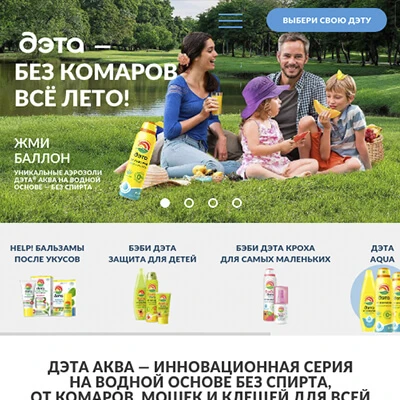 ВЫБЕРИ СВОЮ ДЭТУ
дэта —
БЕЗ КОМАРОВ
ВСЁ ЛЕТО!
ЖМИ
БАЛЛОН
УНИКАЛЬНЫЕ АЭРОЗОЛИ
ДЭТА® АКВА НА ВОДНОЙ
ОСНОВЕ — БЕЗ СПИРТА
дэта
HELP! БАЛЬЗАМЫ
ПОСЛЕ УКУСОВ
БЭБИ ДЭТА
ЗАЩИТА ДЛЯ ДЕТЕЙ
БЭБИ ДЭТА КРОХА
ДЛЯ САМЫХ МАЛЕНЬКИХ
ДЭТА
AQUA
ДЭТА АКВА — ИННОВАЦИОННАЯ СЕРИЯ
НА ВОДНОЙ ОСНОВЕ БЕЗ СПИРТА,
ОТ КОМАРОВ, МОШЕК И КЛЕЩЕЙ ДЛЯ ВСЕЙ